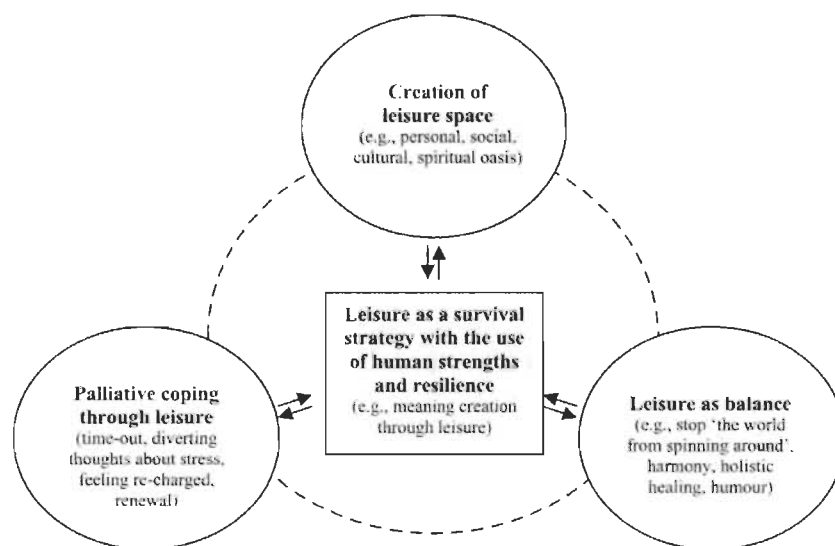 Creation of
leisure space
(e.g., personal, social,
cultural, spiritual oasis)
Leisure as a survival
strategy with the use
of human strengths
and resilience
(e.g., meaning creation
through leisure)
Palliative coping
through leisure
(time-out, diverting
thoughts about stress,
feeling re-charged,
renewal)
Leisure as balance
(e.g., stop ‘the world
from spinning around’,
harmony, holistic
healing, humour)